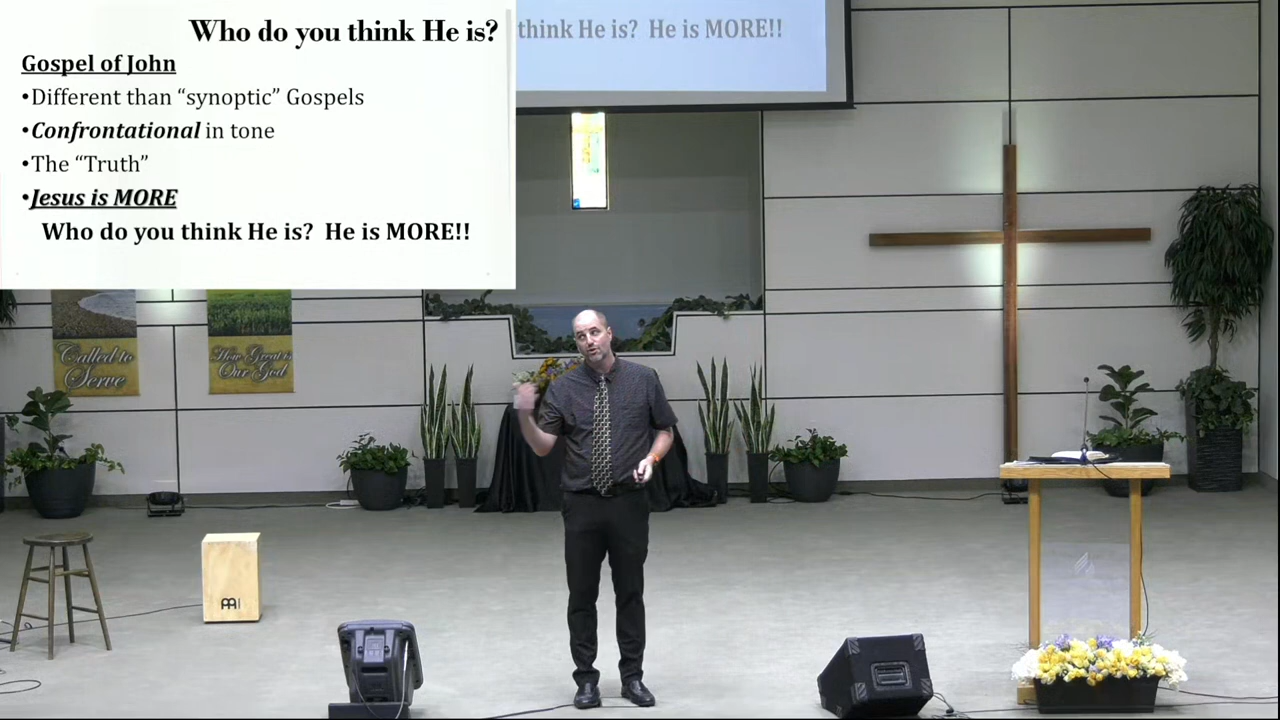 Who do you think He is?
Gospel of John
•Different than “synoptic” Gospels
•Confrontational in tone
•The “Truth”
•Jesus is MORE
Who do you think He is?  He is MORE!!
think He is?  He is MORE!!
Called to
Serve
How Great is
Our God